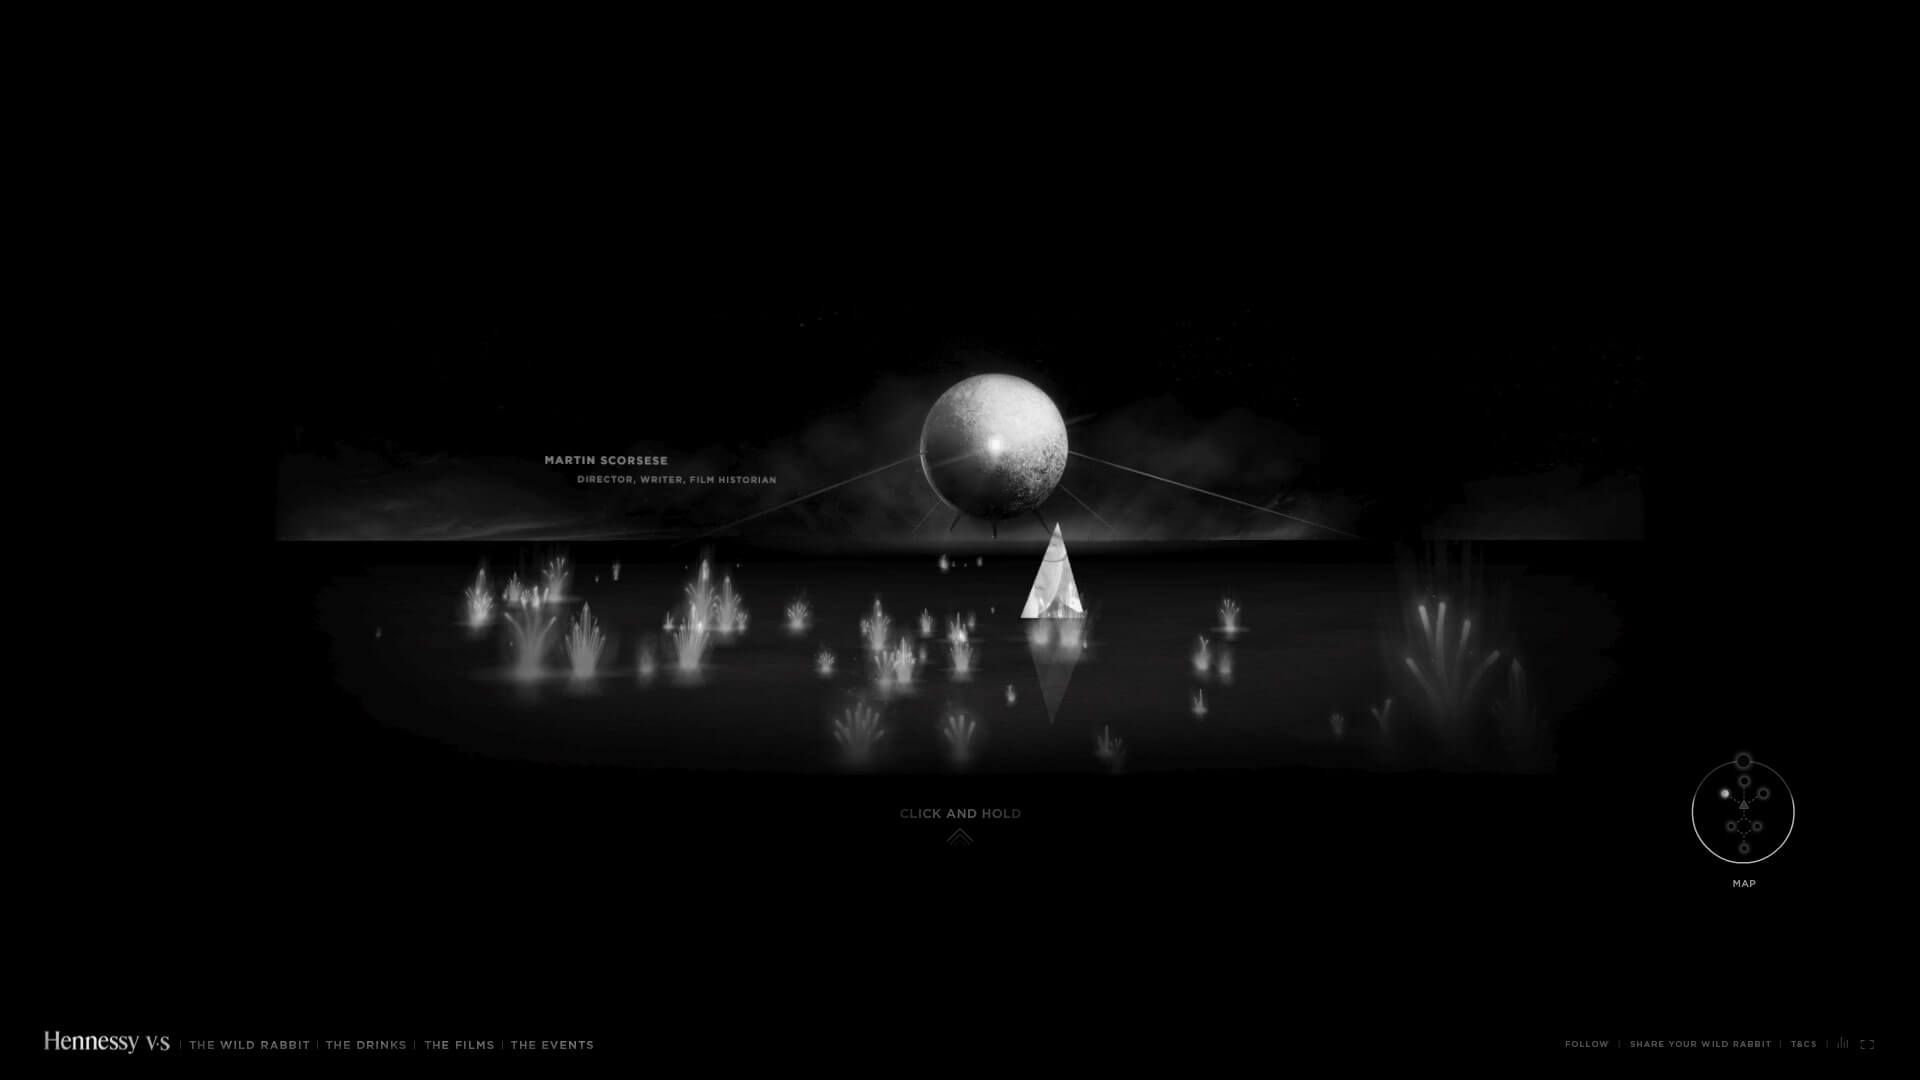 MARTIN SCORSESE
DIRECTOR, WRITER, FILM HISTORIAN
CLICK AND HOLD
MAP
Hennessy V·S | THE WILD RABBIT | THE DRINKS | THE FILMS | THE EVENTS
FOLLOW | SHARE YOUR WILD RABBIT | T&CS |